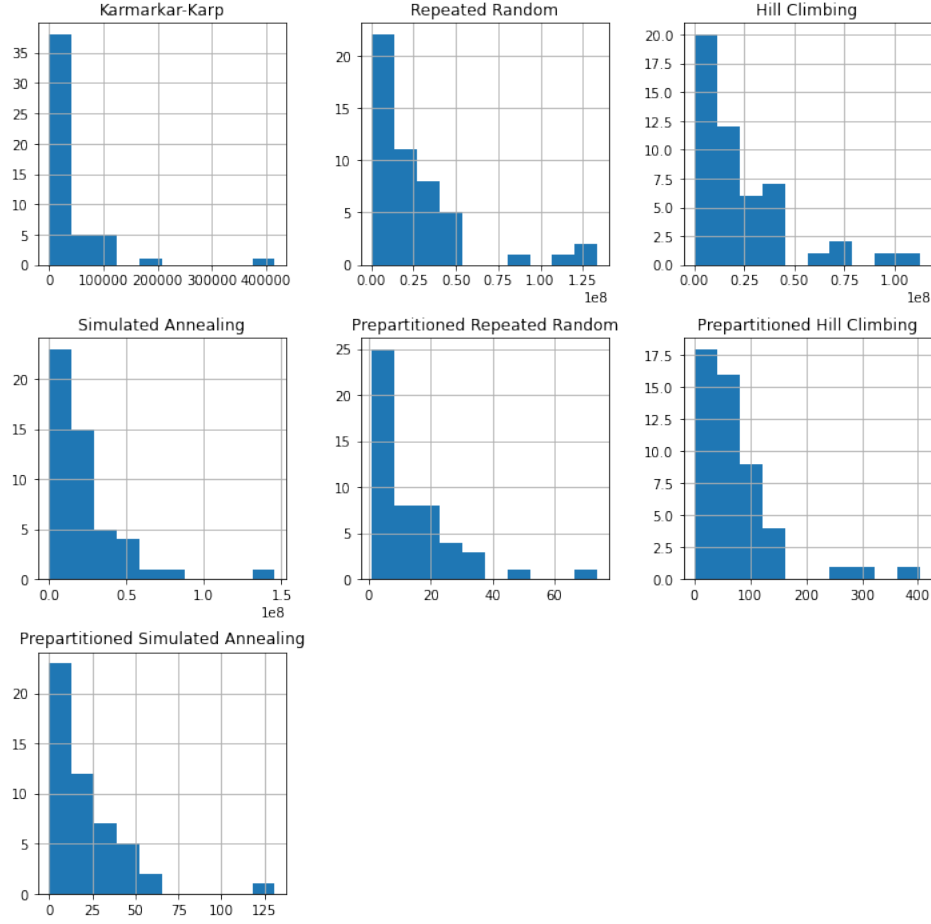 Karmarkar-Karp
35
30
25
20
15
10
5
0
0 100000 200000 300000 400000
Repeated Random
20
15
10
5
0
0.00 0.25 0.50 0.75 1.00 1.25
1e8
Hill Climbing
20.0
17.5
15.0
12.5
10.0
7.5
5.0
2.5
0.0
0.00 0.25 0.50 0.75 1.00
1e8
Simulated Annealing
20
15
10
5
0
0.0 0.5 1.0 1.5
1e8
Prepartitioned Repeated Random
25
20
15
10
5
0
0 20 40 60
Prepartitioned Hill Climbing
17.5
15.0
12.5
10.0
7.5
5.0
2.5
0.0
0 100 200 300 400
Prepartitioned Simulated Annealing
20
15
10
5
0
0 25 50 75 100 125